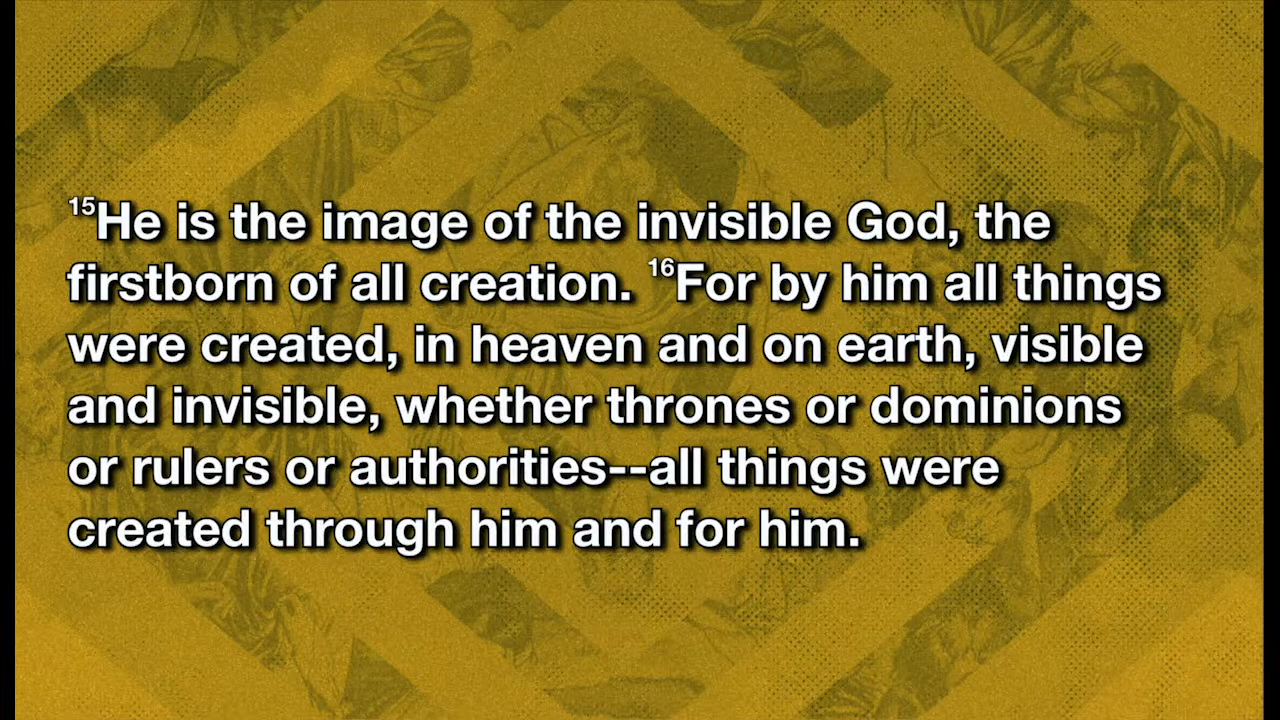 15He is the image of the invisible God, the
firstborn of all creation. 16For by him all things
were created, in heaven and on earth, visible
and invisible, whether thrones or dominions
or rulers or authorities--all things were
created through him and for him.